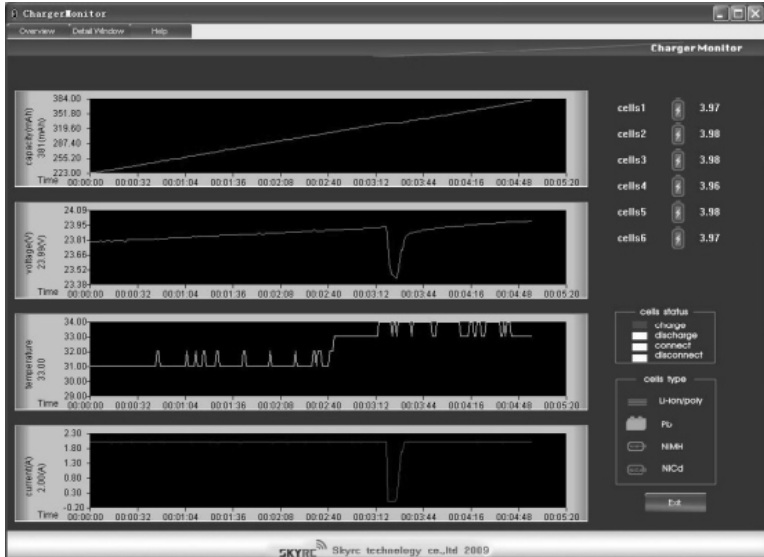 ChargerMonitor
Overview Detail Window Help
ChargerMonitor
capacity(mAh)
381(mAh)
384.00
351.80
319.60
287.40
255.20
223.00
Time 00:00:00 00:00:32 00:01:04 00:01:36 00:02:08 00:02:40 00:03:12 00:03:44 00:04:16 00:04:48 00:05:20
voltage(V)
23.99(V)
24.09
23.95
23.81
23.66
23.52
23.38
Time 00:00:00 00:00:32 00:01:04 00:01:36 00:02:08 00:02:40 00:03:12 00:03:44 00:04:16 00:04:48 00:05:20
temperature
33.00
34.00
33.00
32.00
31.00
30.00
29.00
Time 00:00:00 00:00:32 00:01:04 00:01:36 00:02:08 00:02:40 00:03:12 00:03:44 00:04:16 00:04:48 00:05:20
current(A)
2.00(A)
2.30
1.80
1.30
0.80
0.30
-0.20
Time 00:00:00 00:00:32 00:01:04 00:01:36 00:02:08 00:02:40 00:03:12 00:03:44 00:04:16 00:04:48 00:05:20
cells1 3.97
cells2 3.98
cells3 3.98
cells4 3.96
cells5 3.98
cells6 3.97
cells status
charge
discharge
connect
disconnect
cells type
Li-ion/poly
Pb
NiMH
NiCd
Exit
SKYRC Skyrc technology co.,ltd 2009